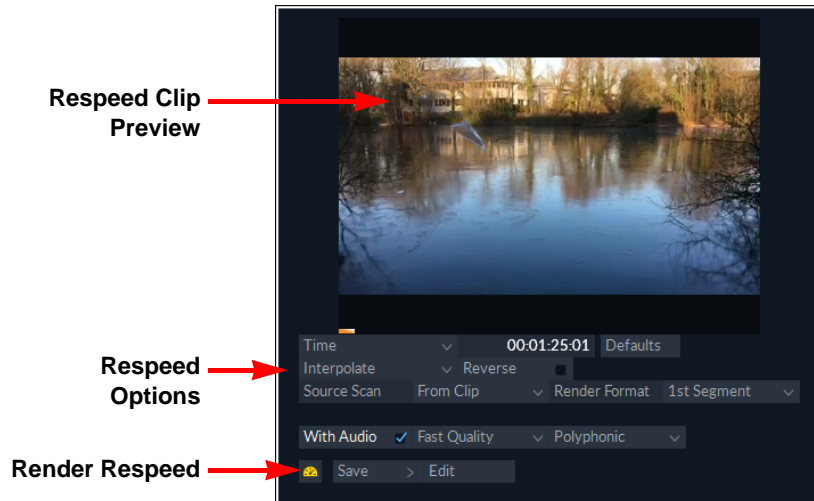 Respeed Clip
Preview
Time 00:01:25:01 Defaults
Respeed
Options
Interpolate Reverse
Source Scan From Clip Render Format 1st Segment
With Audio Fast Quality Polyphonic
Render Respeed
Save > Edit